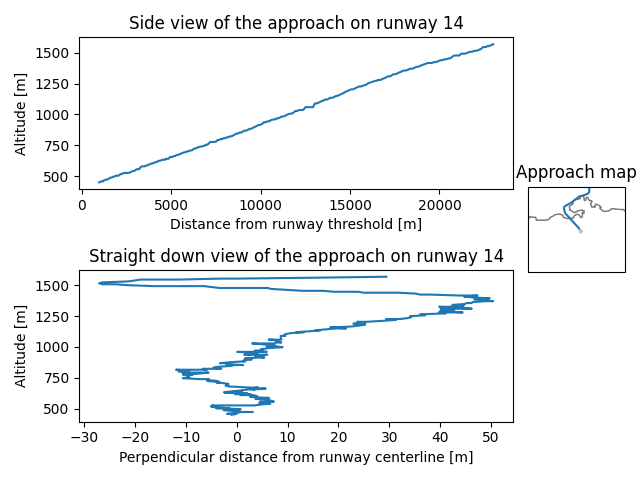 Side view of the approach on runway 14
1500
1250
1000
750
500
Altitude [m]
0 5000 10000 15000 20000
Distance from runway threshold [m]
Approach map
Straight down view of the approach on runway 14
1500
1250
1000
750
500
Altitude [m]
−30 −20 −10 0 10 20 30 40 50
Perpendicular distance from runway centerline [m]